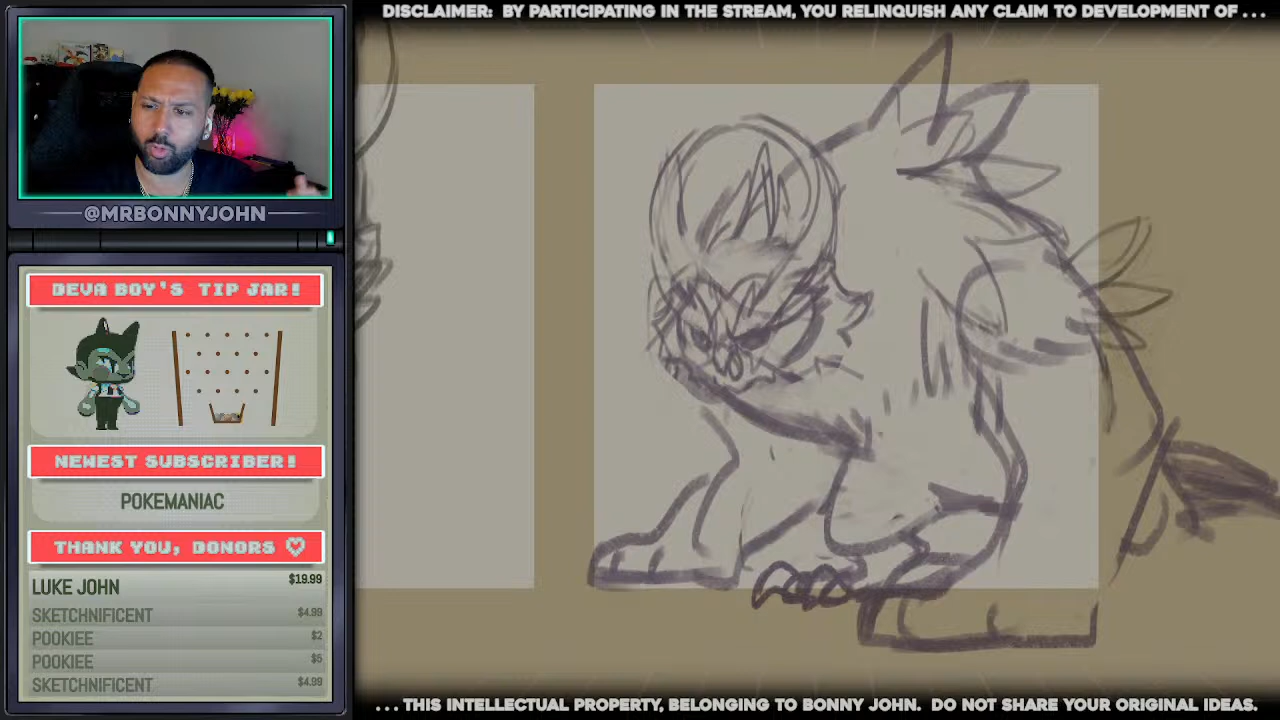 DISCLAIMER: BY PARTICIPATING IN THE STREAM, YOU RELINQUISH ANY CLAIM TO DEVELOPMENT OF . . .
@MRBONNYJOHN
DEVA BOY'S TIP JAR!
NEWEST SUBSCRIBER!
POKEMANIAC
THANK YOU, DONORS ♡
LUKE JOHN $19.99
SKETCHNIFICENT $4.99
POOKIEE $2
POOKIEE $5
SKETCHNIFICENT $4.99
. . . THIS INTELLECTUAL PROPERTY, BELONGING TO BONNY JOHN. DO NOT SHARE YOUR ORIGINAL IDEAS.